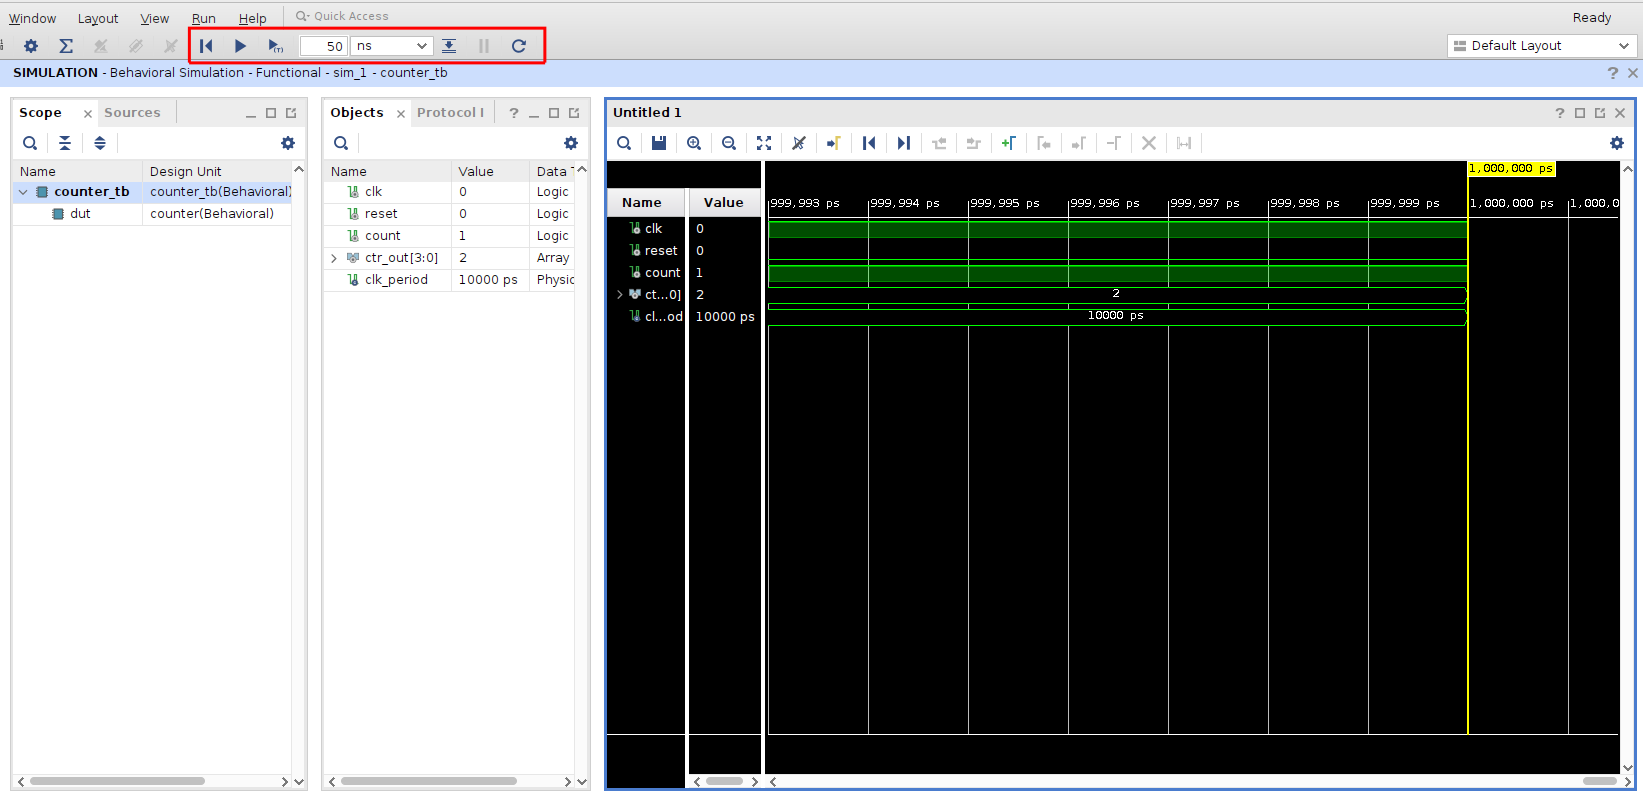 Window Layout View Run Help Quick Access Ready
(T) 50 ns Default Layout
SIMULATION - Behavioral Simulation - Functional - sim_1 - counter_tb ?
Scope Sources
Name Design Unit
counter_tb counter_tb(Behavioral)
dut counter(Behavioral)
Objects Protocol I ?
Name Value Data T
clk 0 Logic
reset 0 Logic
count 1 Logic
ctr_out[3:0] 2 Array
clk_period 10000 ps Physic
Untitled 1 ?
1,000,000 ps
Name Value 999,993 ps 999,994 ps 999,995 ps 999,996 ps 999,997 ps 999,998 ps 999,999 ps 1,000,000 ps 1,000,0
clk 0
reset 0
count 1
ct...0] 2 2
cl...od 10000 ps 10000 ps